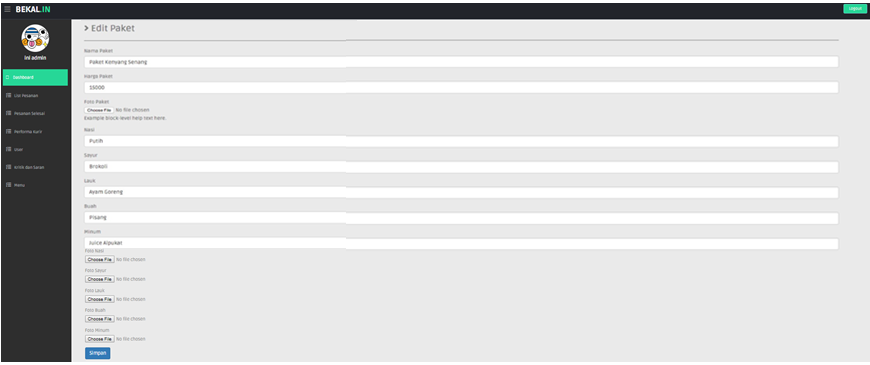 BEKAL.IN
Logout
ini admin
Dashboard
List Pesanan
Pesanan Selesai
Performa Kurir
User
Kritik dan Saran
Menu
> Edit Paket
Nama Paket
Paket Kenyang Senang
Harga Paket
15000
Foto Paket
Choose File No file chosen
Example block-level help text here.
Nasi
Putih
Sayur
Brokoli
Lauk
Ayam Goreng
Buah
Pisang
Minum
Juice Alpukat
Foto Nasi
Choose File No file chosen
Foto Sayur
Choose File No file chosen
Foto Lauk
Choose File No file chosen
Foto Buah
Choose File No file chosen
Foto Minum
Choose File No file chosen
Simpan